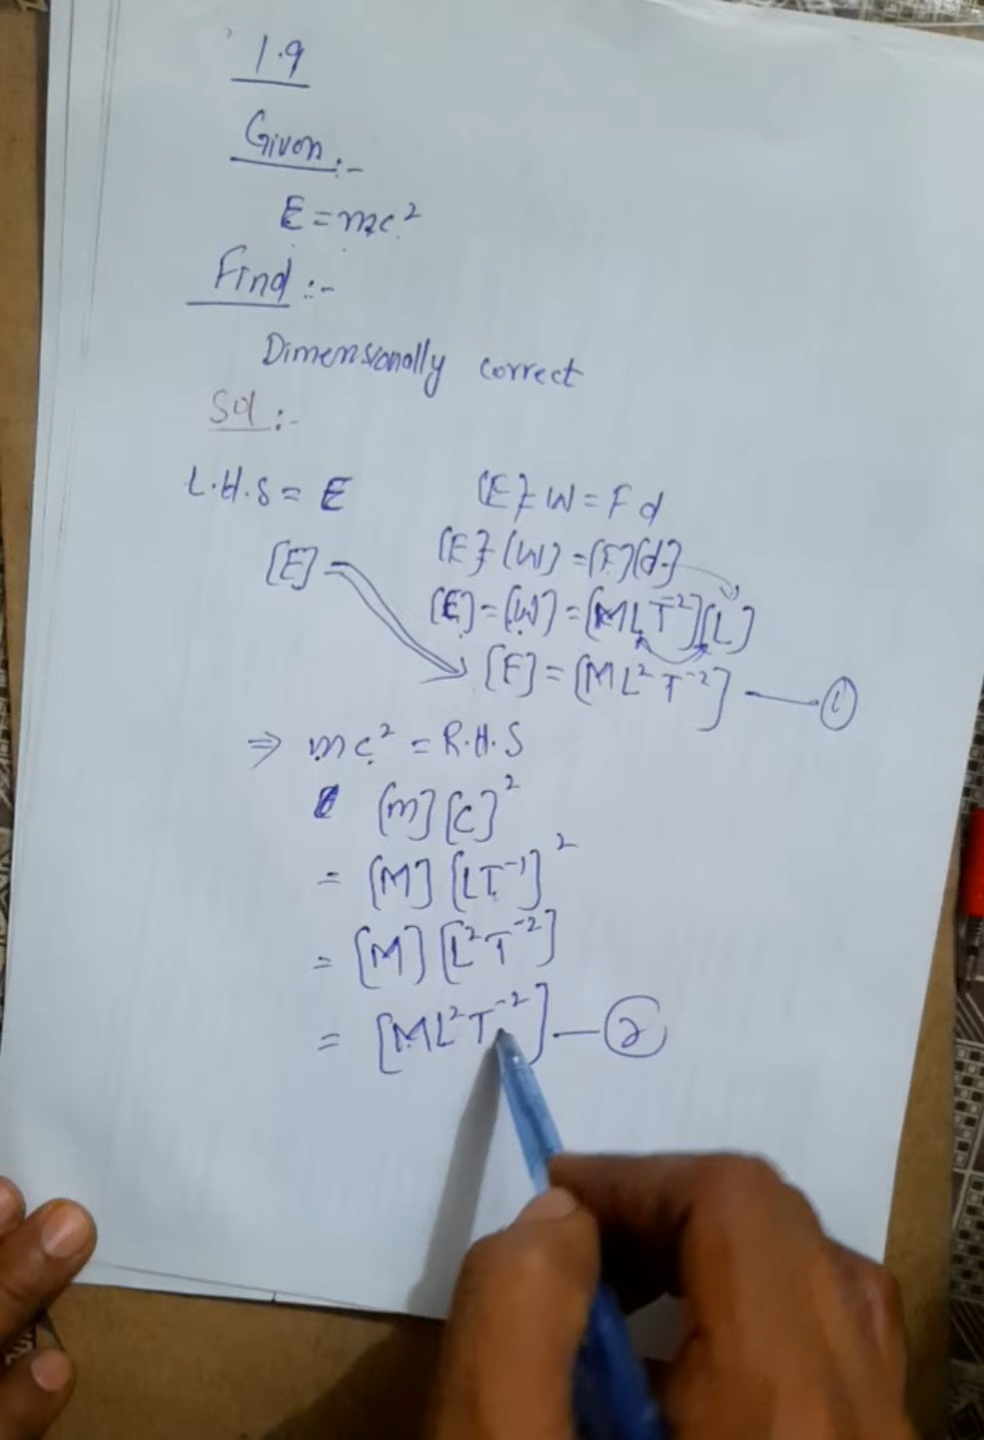 1.9
Given :-
E = mc²
Find :-
Dimensionally correct
Sol :-
L.H.S = E
[E] =
[E] = W = F d
[E] = [W] = [F][d]
[E] = [W] = [MLT⁻²][L]
[E] = [ML²T⁻²] — ①
⇒ mc² = R.H.S
[m][c]²
= [M] [LT⁻¹]²
= [M] [L²T⁻²]
= [ML²T⁻²] — ②